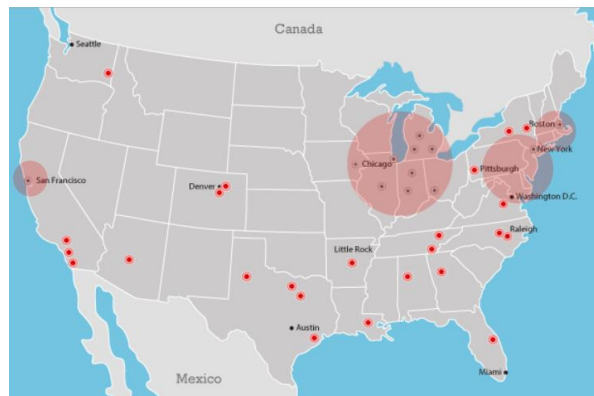 Canada
Seattle
Boston
New York
Chicago
Pittsburgh
San Francisco
Denver
Washington D.C.
Raleigh
Little Rock
Austin
Miami
Mexico